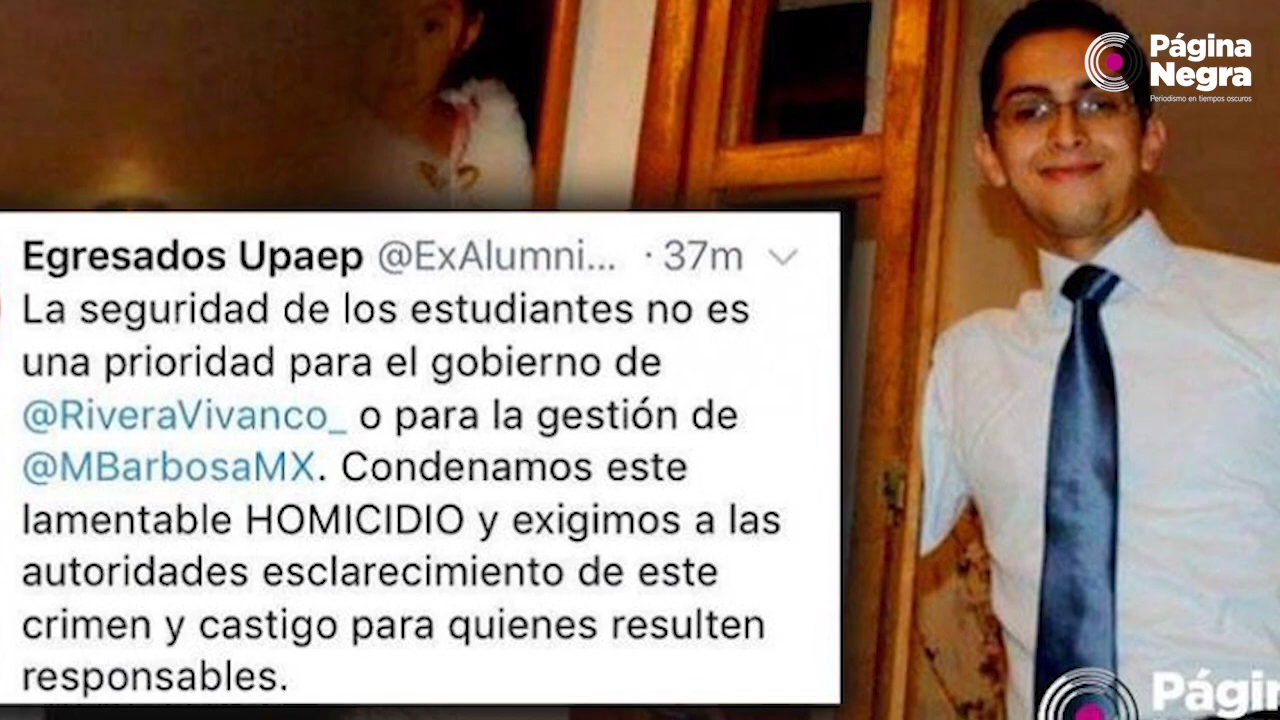 Página
Negra
Periodismo en tiempos oscuros
Egresados Upaep @ExAlumni... · 37m
La seguridad de los estudiantes no es
una prioridad para el gobierno de
@RiveraVivanco_ o para la gestión de
@MBarbosaMX. Condenamos este
lamentable HOMICIDIO y exigimos a las
autoridades esclarecimiento de este
crimen y castigo para quienes resulten
responsables.
Págin